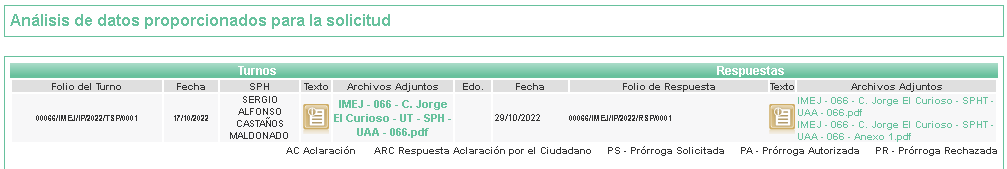 Análisis de datos proporcionados para la solicitud
Turnos Respuestas
Folio del Turno Fecha SPH Texto Archivos Adjuntos Edo. Fecha Folio de Respuesta Texto Archivos Adjuntos
00066/IMEJ/IP/2022/TSP/0001 17/10/2022
SERGIO
ALFONSO
CASTAÑOS
MALDONADO
IMEJ - 066 - C. Jorge
El Curioso - UT - SPH -
UAA - 066.pdf
29/10/2022 00066/IMEJ/IP/2022/RSP/0001
IMEJ - 066 - C. Jorge El Curioso - SPHT -
UAA - 066.pdf
IMEJ - 066 - C. Jorge El Curioso - SPHT -
UAA - 066 - Anexo 1.pdf
AC Aclaración ARC Respuesta Aclaración por el Ciudadano PS - Prórroga Solicitada PA - Prórroga Autorizada PR - Prórroga Rechazada